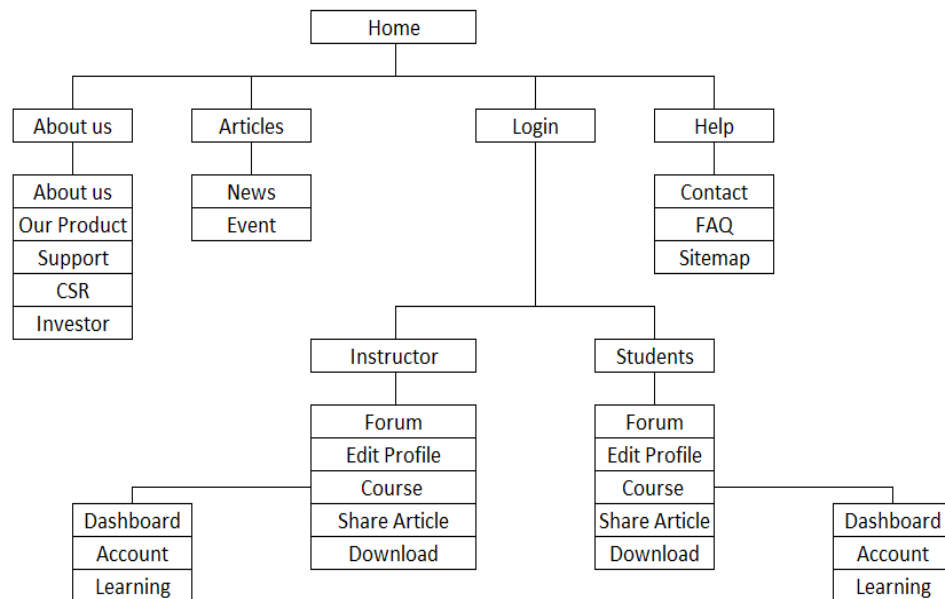 Home
About us
Articles
Login
Help
About us
Our Product
Support
CSR
Investor
News
Event
Contact
FAQ
Sitemap
Instructor
Students
Forum
Edit Profile
Course
Share Article
Download
Forum
Edit Profile
Course
Share Article
Download
Dashboard
Account
Learning
Dashboard
Account
Learning